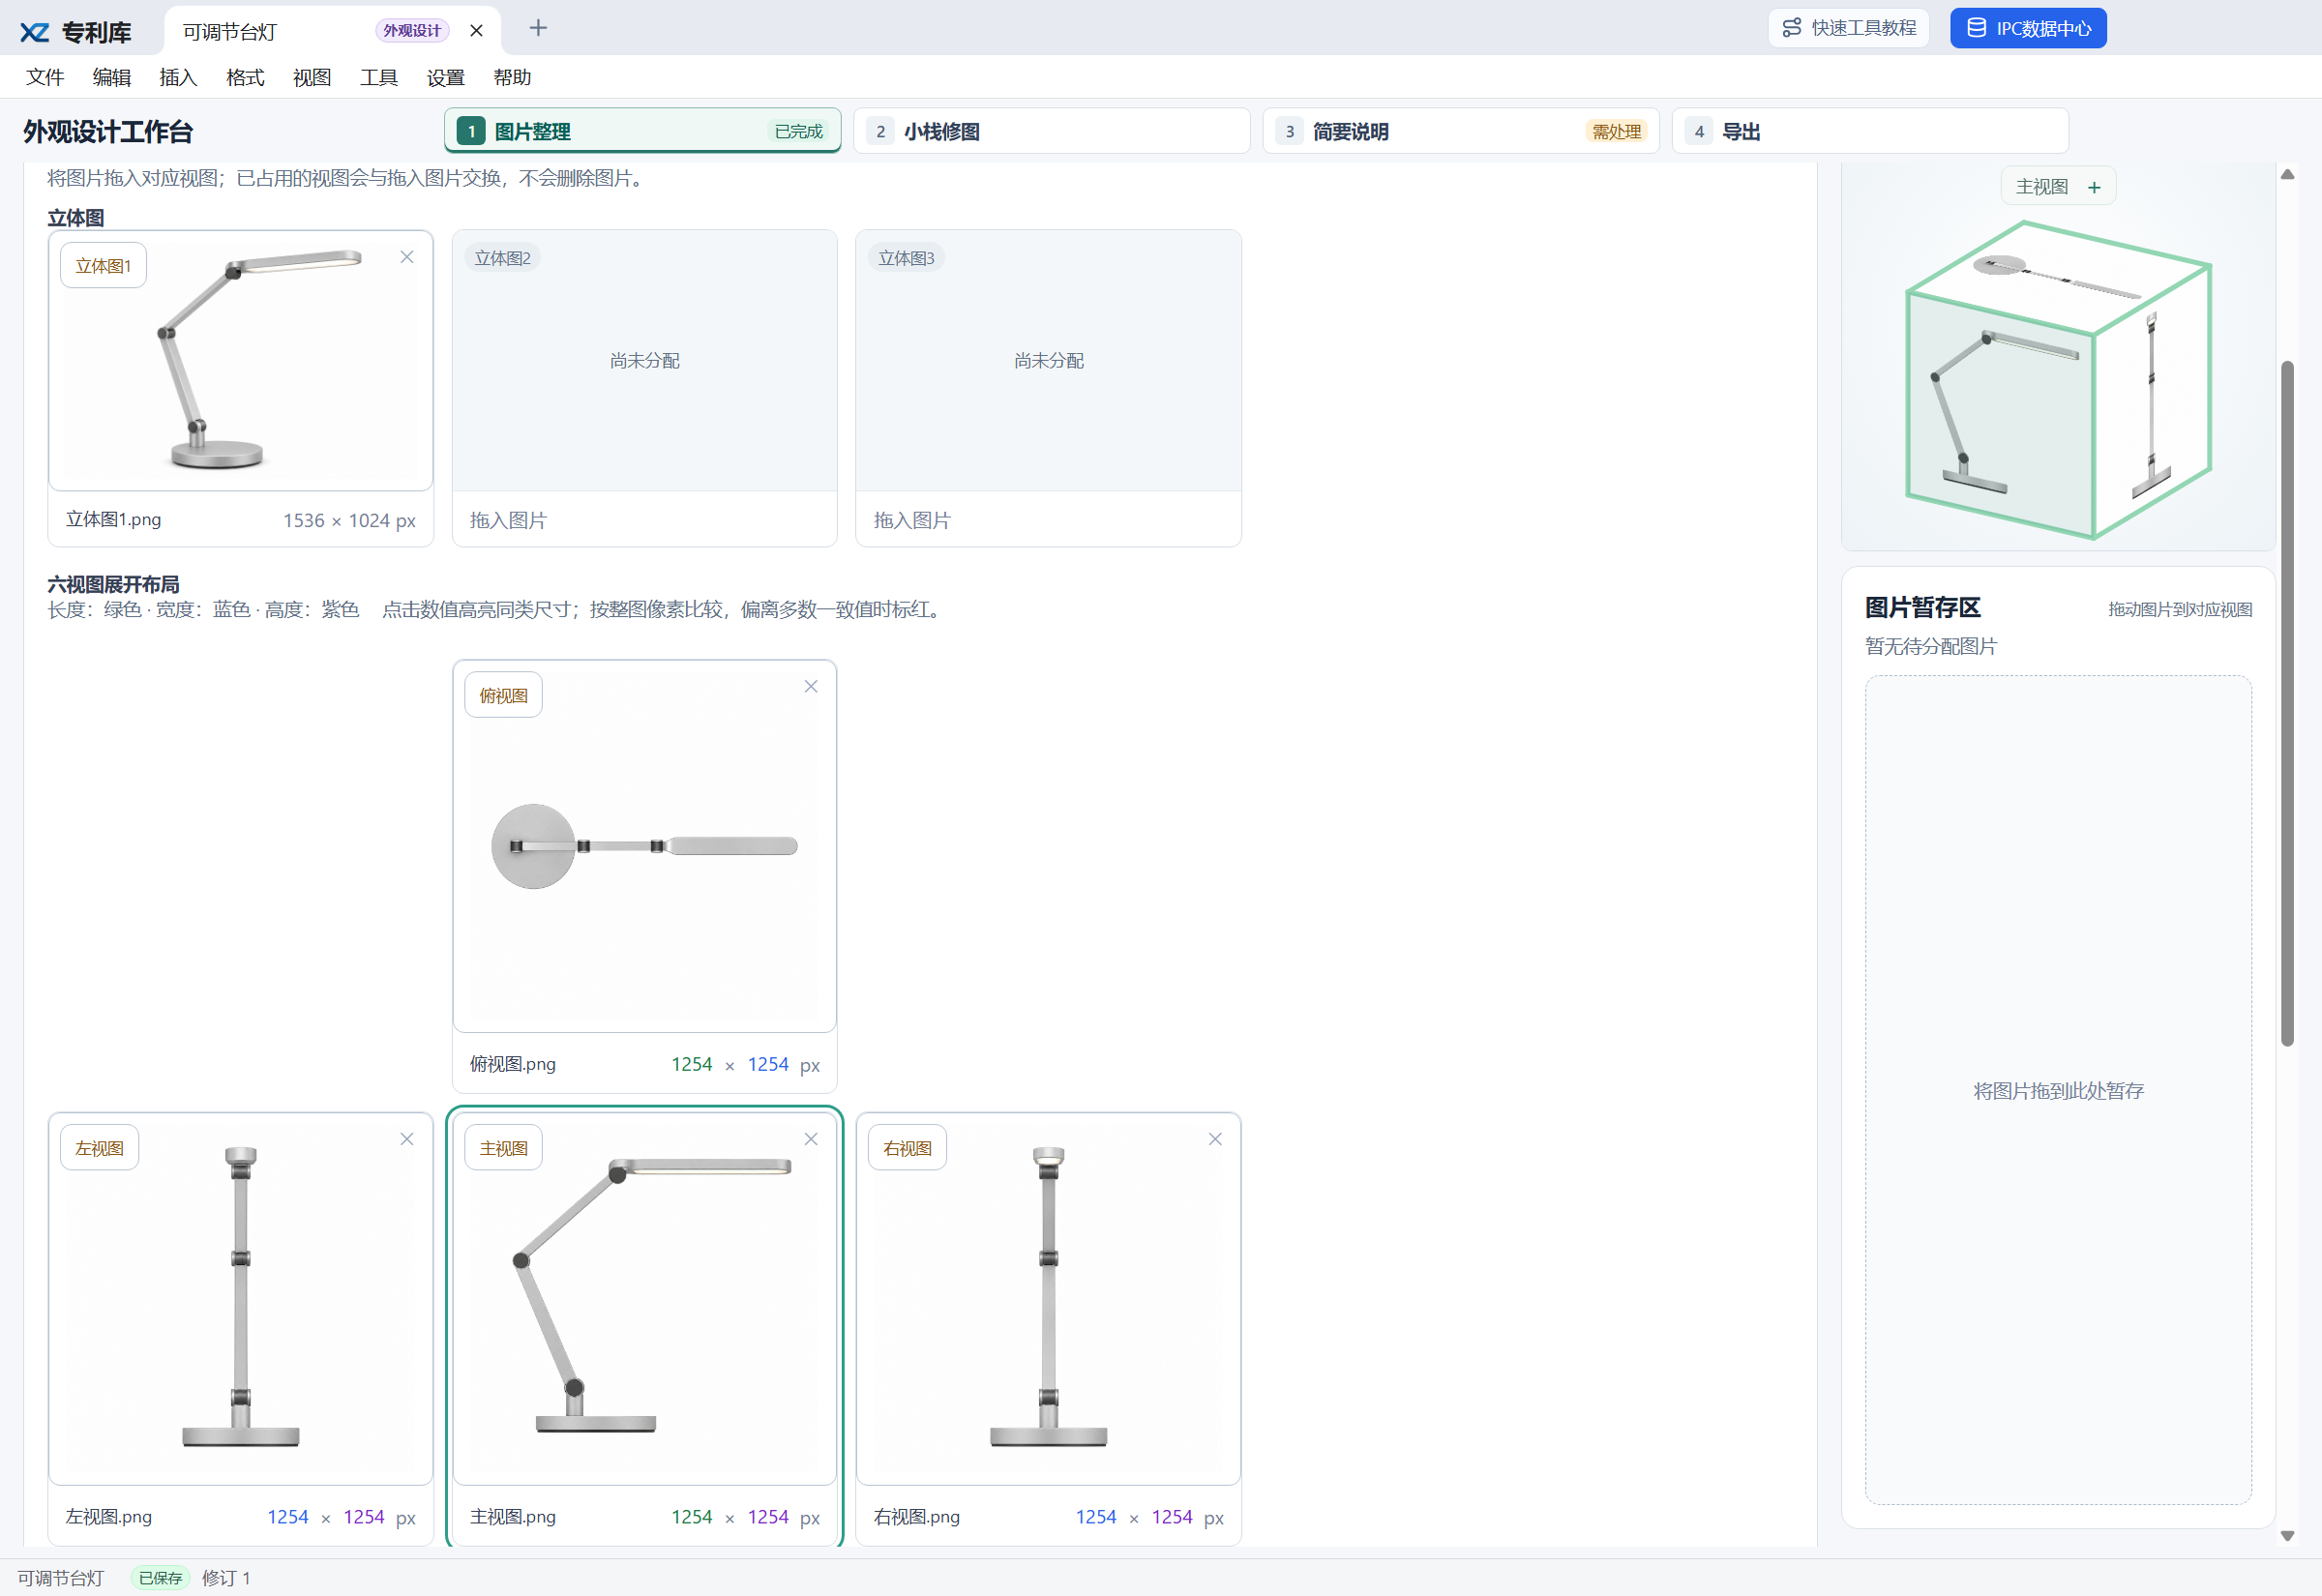 专利库
可调节台灯 外观设计
快速工具教程
IPC数据中心
文件 编辑 插入 格式 视图 工具 设置 帮助
外观设计工作台
1 图片整理 已完成
2 小栈修图
3 简要说明 需处理
4 导出
将图片拖入对应视图；已占用的视图会与拖入图片交换，不会删除图片。
立体图
立体图1
立体图1.png 1536 × 1024 px
立体图2
尚未分配
拖入图片
立体图3
尚未分配
拖入图片
六视图展开布局
长度：绿色 · 宽度：蓝色 · 高度：紫色 点击数值高亮同类尺寸；按整图像素比较，偏离多数一致值时标红。
俯视图
俯视图.png 1254 × 1254 px
左视图
左视图.png 1254 × 1254 px
主视图
主视图.png 1254 × 1254 px
右视图
右视图.png 1254 × 1254 px
主视图 +
图片暂存区 拖动图片到对应视图
暂无待分配图片
将图片拖到此处暂存
可调节台灯 已保存 修订 1